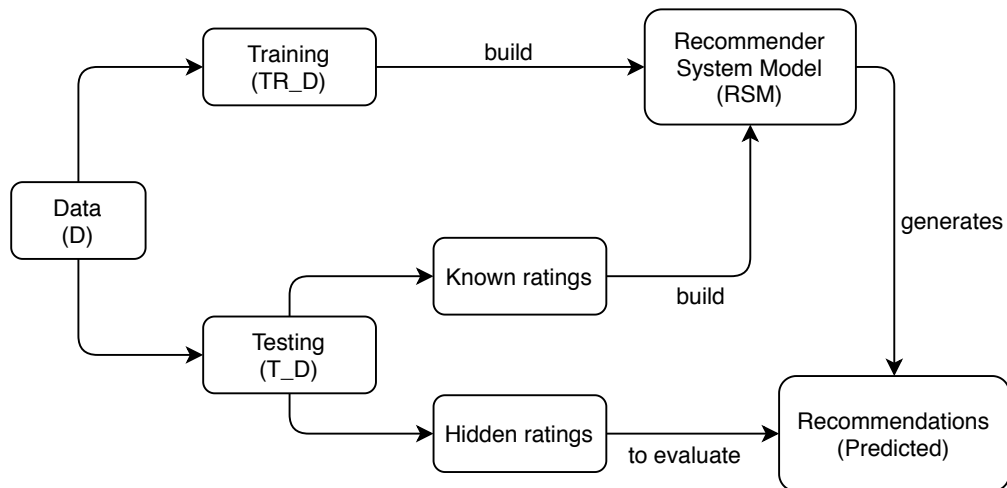 Training
(TR_D)
build
Recommender
System Model
(RSM)
Data
(D)
generates
Known ratings
build
Testing
(T_D)
Hidden ratings
to evaluate
Recommendations
(Predicted)